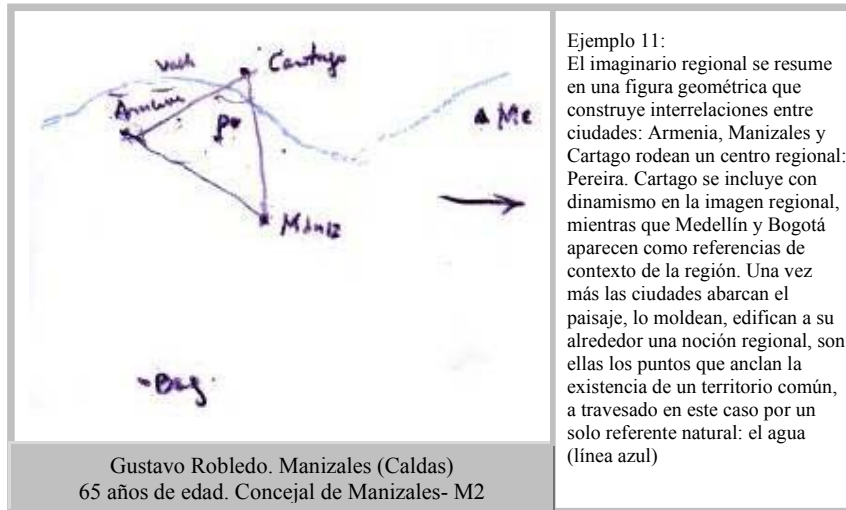 Cartago
Armenia
Pe
Me
Maniz
Bog
Gustavo Robledo. Manizales (Caldas)
65 años de edad. Concejal de Manizales- M2
Ejemplo 11:
El imaginario regional se resume
en una figura geométrica que
construye interrelaciones entre
ciudades: Armenia, Manizales y
Cartago rodean un centro regional:
Pereira. Cartago se incluye con
dinamismo en la imagen regional,
mientras que Medellín y Bogotá
aparecen como referencias de
contexto de la región. Una vez
más las ciudades abarcan el
paisaje, lo moldean, edifican a su
alrededor una noción regional, son
ellas los puntos que anclan la
existencia de un territorio común,
a travesado en este caso por un
solo referente natural: el agua
(línea azul)